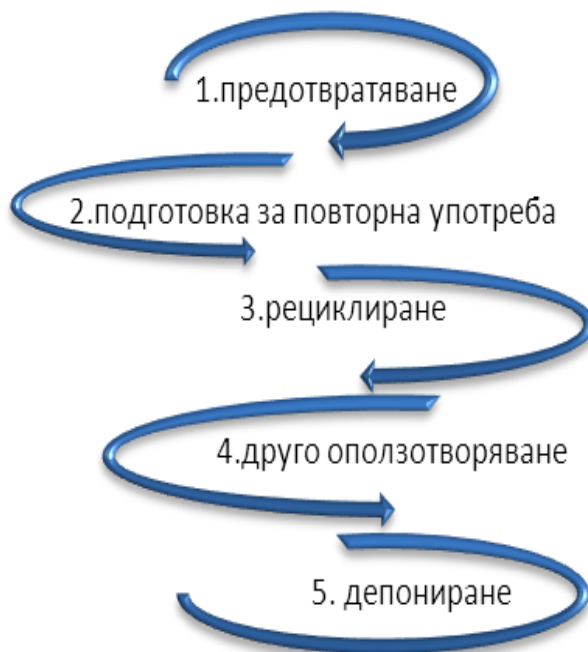 1.предотвратяване
2.подготовка за повторна употреба
3.рециклиране
4.друго оползотворяване
5. депониране